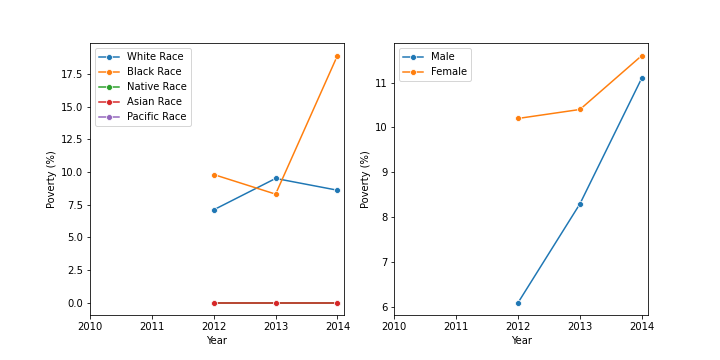 White Race
Black Race
Native Race
Asian Race
Pacific Race
17.5
15.0
12.5
10.0
7.5
5.0
2.5
0.0
Poverty (%)
2010 2011 2012 2013 2014
Year
Male
Female
11
10
9
8
7
6
Poverty (%)
2010 2011 2012 2013 2014
Year